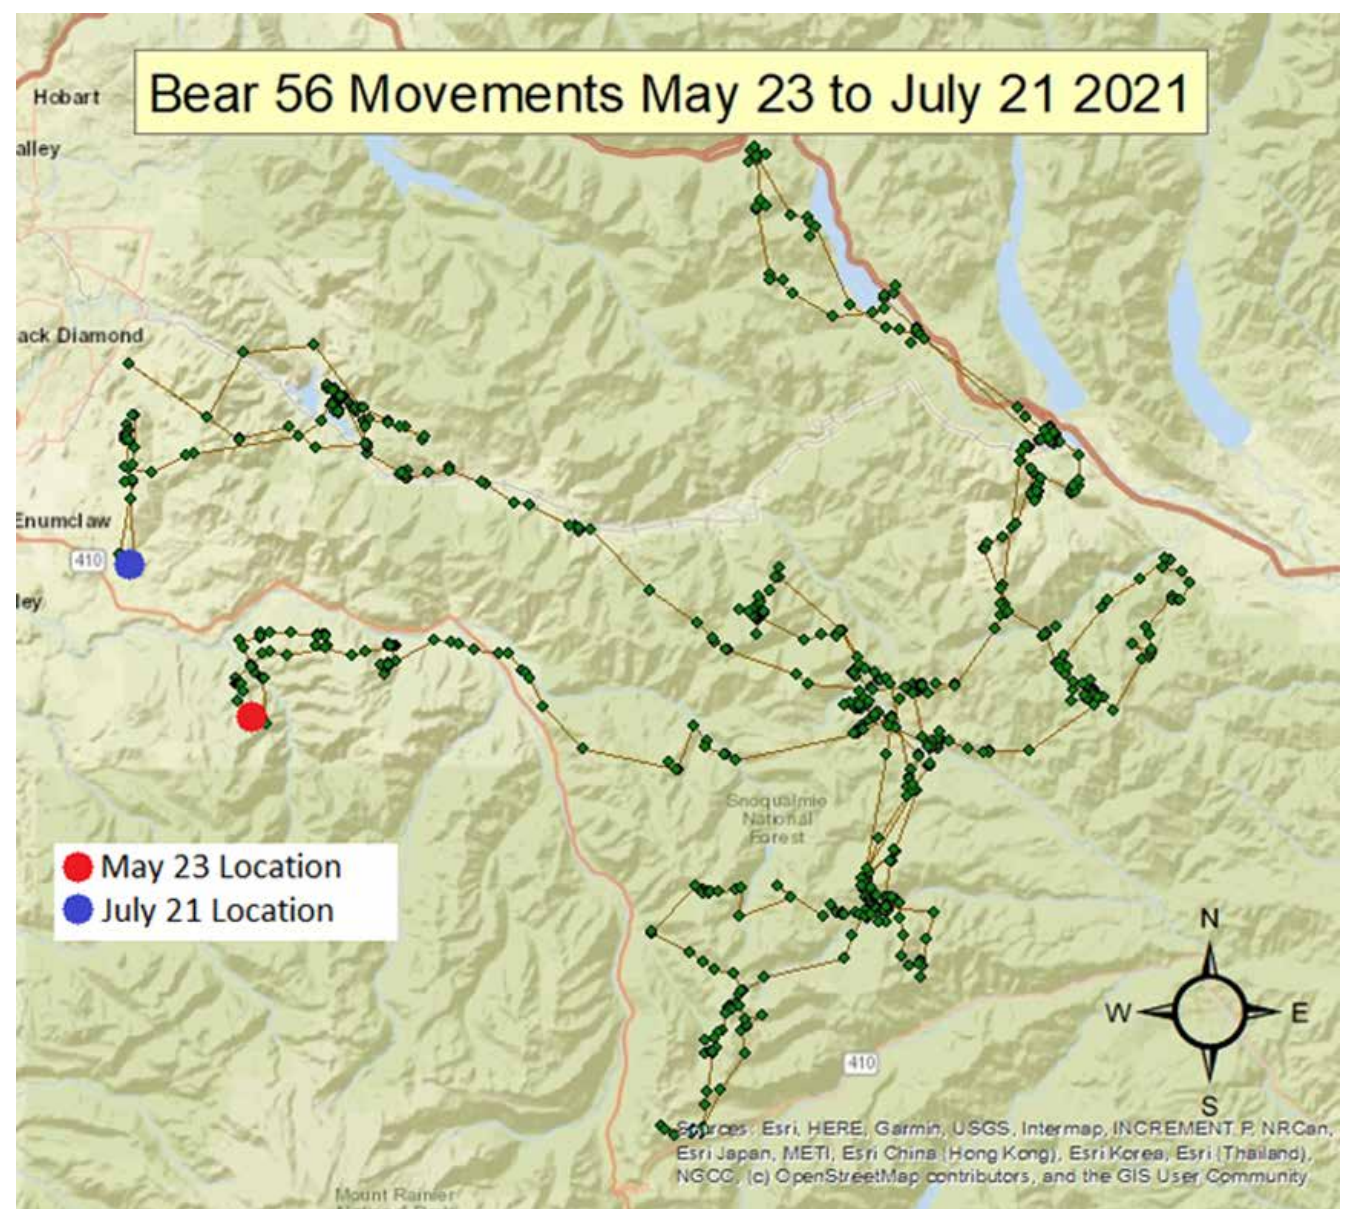 Bear 56 Movements May 23 to July 21 2021
Hobart
alley
ack Diamond
Enumclaw
410
ley
May 23 Location
July 21 Location
Snoqualmie
National
Forest
N
W
E
S
410
Sources: Esri, HERE, Garmin, USGS, Intermap, INCREMENT P, NRCan,
Esri Japan, METI, Esri China (Hong Kong), Esri Korea, Esri (Thailand),
NGCC, (c) OpenStreetMap contributors, and the GIS User Community
Mount Rainier